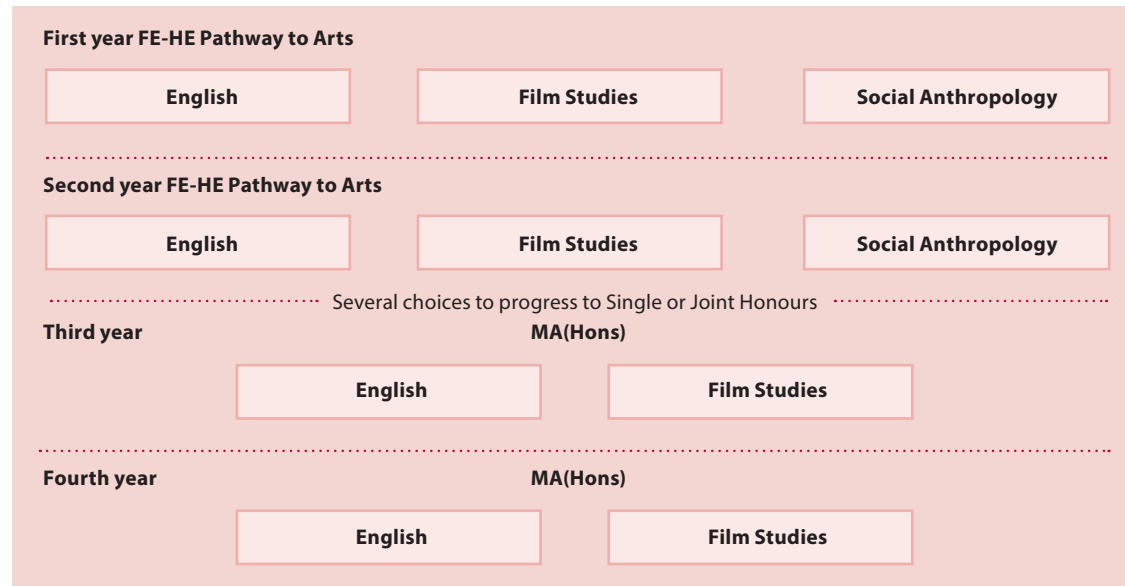 First year FE-HE Pathway to Arts
English Film Studies Social Anthropology
Second year FE-HE Pathway to Arts
English Film Studies Social Anthropology
Several choices to progress to Single or Joint Honours
Third year MA(Hons)
English Film Studies
Fourth year MA(Hons)
English Film Studies